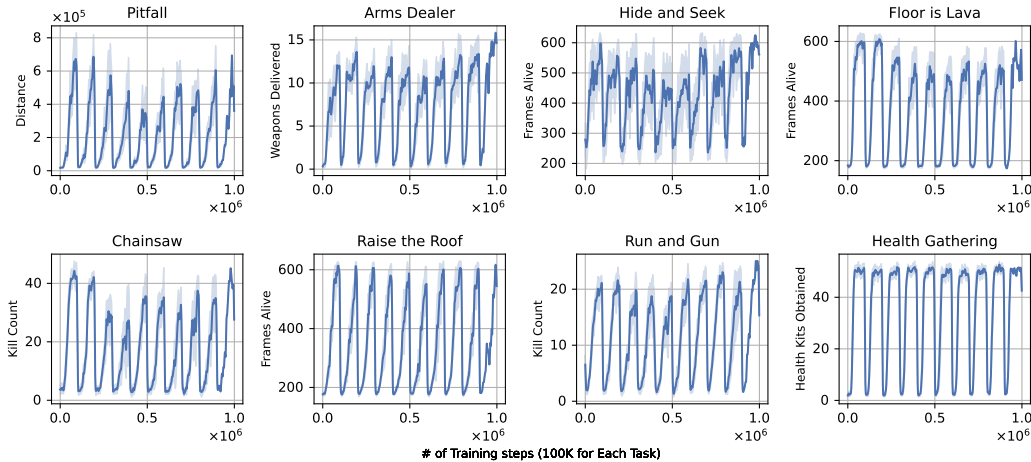 Pitfall
×10⁵
Distance
8
6
4
2
0
0.0 0.5 1.0
×10⁶
Arms Dealer
Weapons Delivered
15
10
5
0
0.0 0.5 1.0
×10⁶
Hide and Seek
Frames Alive
600
500
400
300
200
0.0 0.5 1.0
×10⁶
Floor is Lava
Frames Alive
600
400
200
0.0 0.5 1.0
×10⁶
Chainsaw
Kill Count
40
20
0
0.0 0.5 1.0
×10⁶
Raise the Roof
Frames Alive
600
400
200
0.0 0.5 1.0
×10⁶
Run and Gun
Kill Count
20
10
0
0.0 0.5 1.0
×10⁶
Health Gathering
Health Kits Obtained
40
20
0
0.0 0.5 1.0
×10⁶
# of Training steps (100K for Each Task)